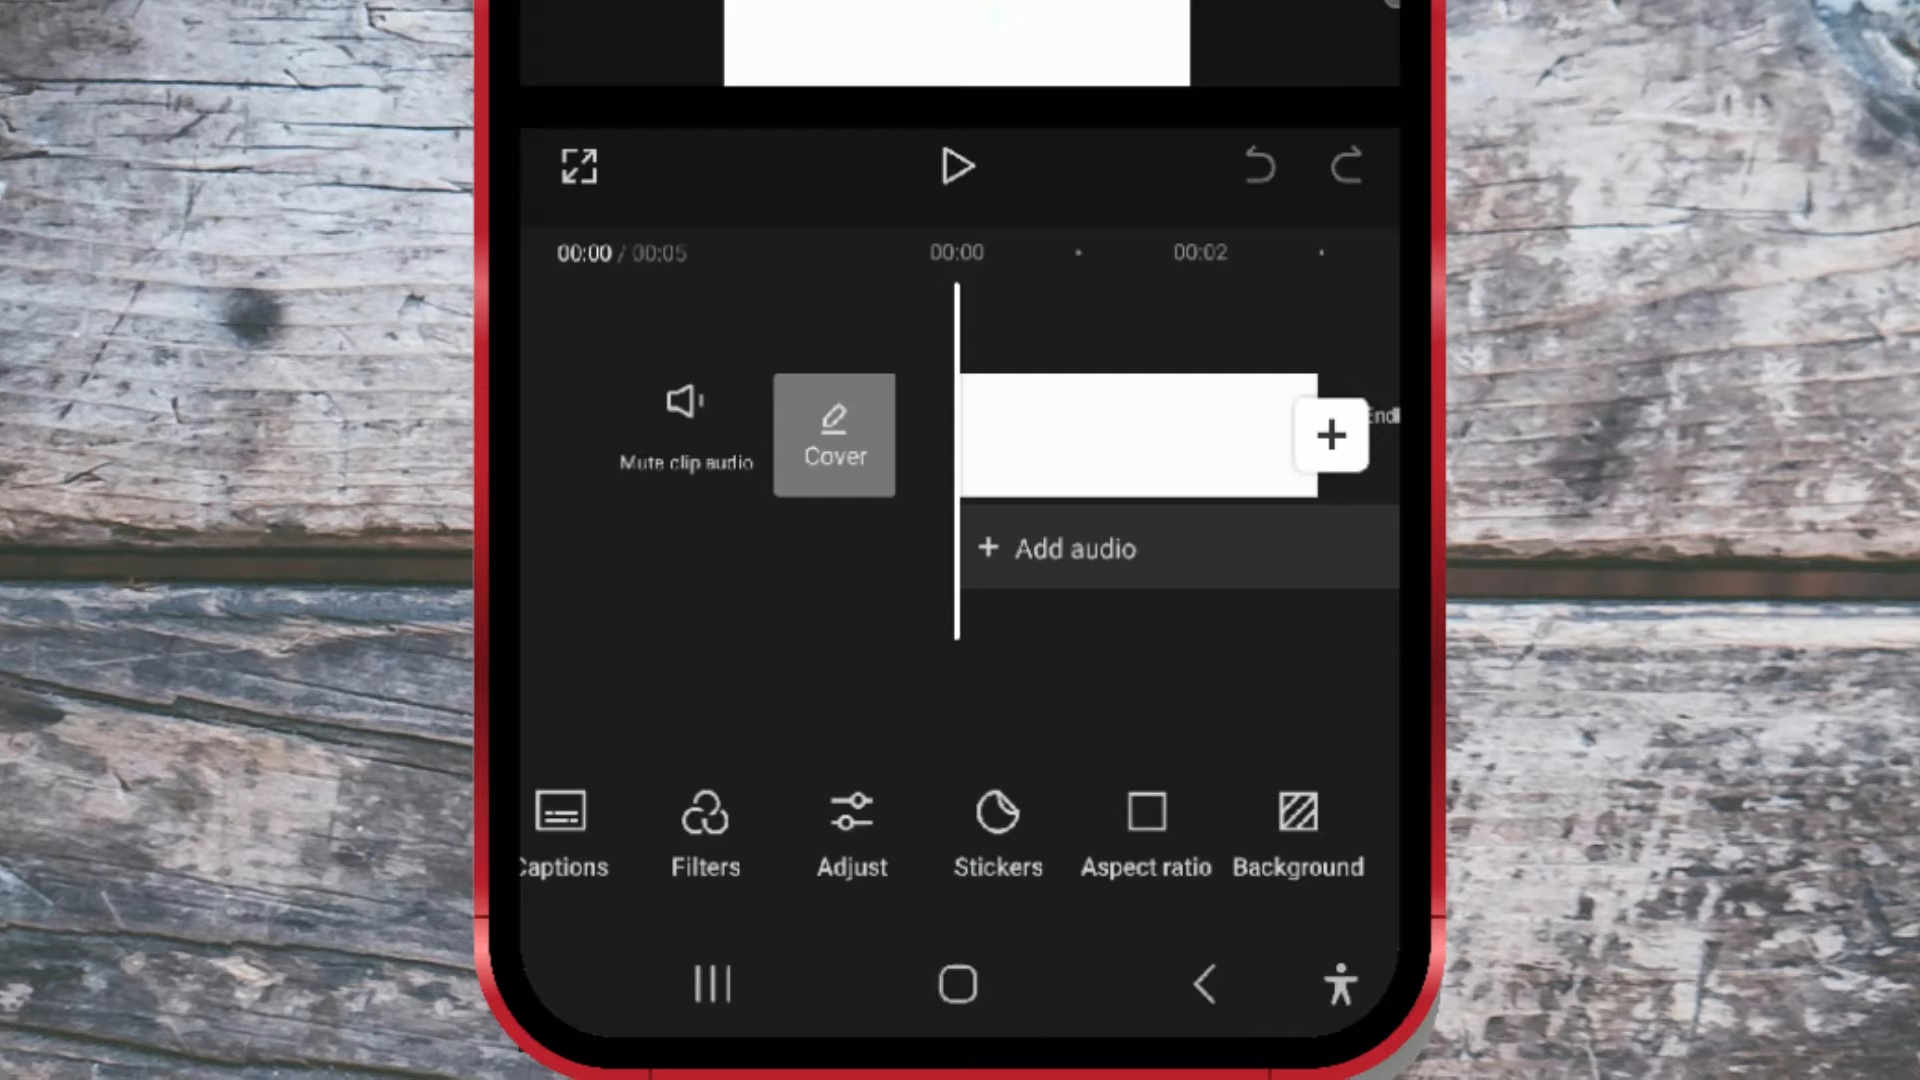 00:00 / 00:05
00:00
00:02
Mute clip audio
Cover
+ Add audio
Captions
Filters
Adjust
Stickers
Aspect ratio
Background